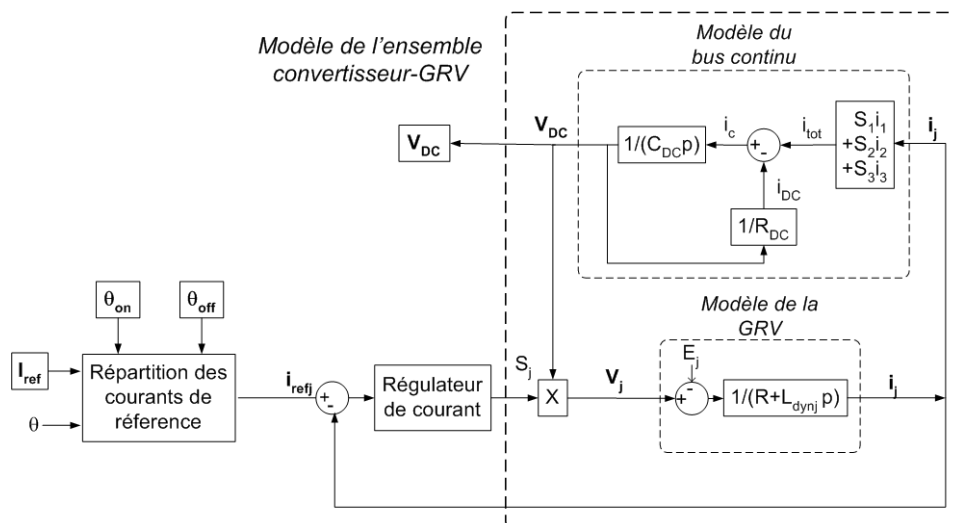 Modèle de l'ensemble
convertisseur-GRV
Modèle du
bus continu
V_DC
V_DC
1/(C_DC p)
i_c
+
-
i_tot
S_1 i_1
+S_2 i_2
+S_3 i_3
i_j
i_DC
1/R_DC
θ_on
θ_off
I_ref
θ
Répartition des
courants de
réference
i_refj
+
-
Régulateur
de courant
S_j
X
V_j
Modèle de la
GRV
E_j
-
+
1/(R+L_dynj p)
i_j